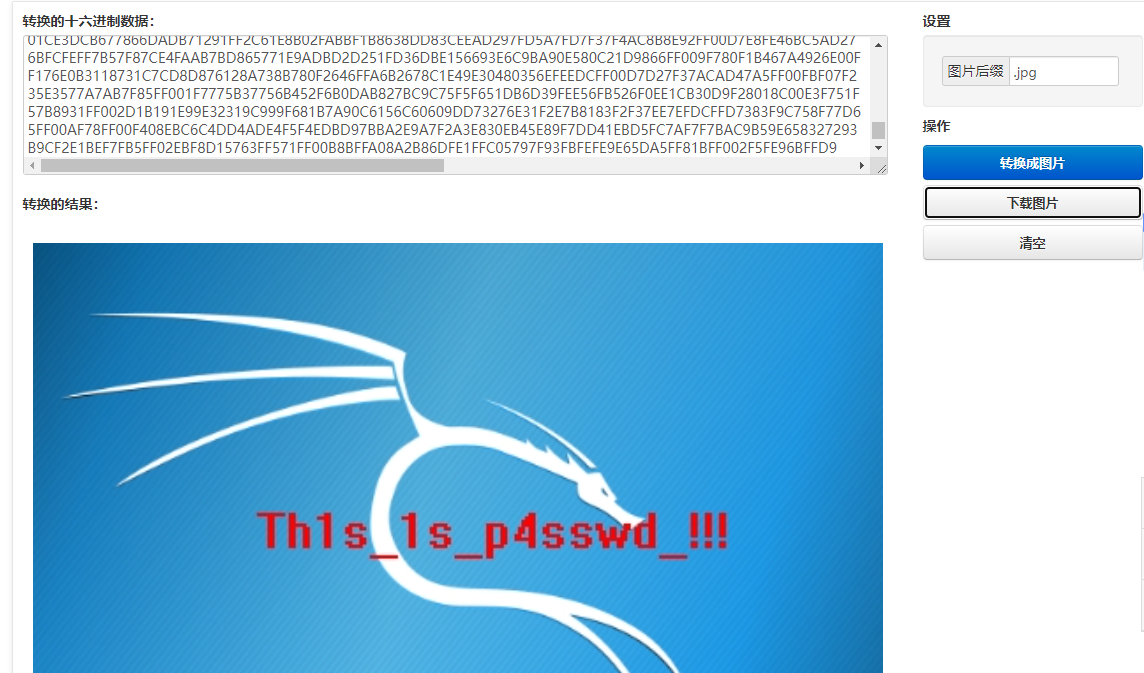 转换的十六进制数据：
设置
01CE3DCB677866DADB71291FF2C61E8B02FABBF1B8638DD83CEEAD297FD5A7FD7F37F4AC8B8E92FF00D7E8FE46BC5AD27
6BFCFEFF7B57F87CE4FAAB7BD865771E9ADBD2D251FD36DBE156693E6C9BA90E580C21D9866FF009F780F1B467A4926E00F
F176E0B3118731C7CD8D876128A738B780F2646FFA6B2678C1E49E30480356EFEEDCFF00D7D27F37ACAD47A5FF00FBF07F2
35E3577A7AB7F85FF001F7775B37756B452F6B0DAB827BC9C75F5F651DB6D39FEE56FB526F0EE1CB30D9F28018C00E3F751F
57B8931FF002D1B191E99E32319C999F681B7A90C6156C60609DD73276E31F2E7B8183F2F37EE7EFDCFFD7383F9C758F77D6
5FF00AF78FF00F408EBC6C4DD4ADE4F5F4EDBD97BBA2E9A7F2A3E830EB45E89F7DD41EBD5FC7AF7F7BAC9B59E658327293
B9CF2E1BEF7FB5FF02EBF8D15763FF571FF00B8BFFA08A2B86DFE1FFC05797F93FBFEFE9E65DA5FF81BFF002F5FE96BFFD9
图片后缀 .jpg
操作
转换成图片
下载图片
清空
转换的结果：
Th1s_1s_p4sswd_!!!